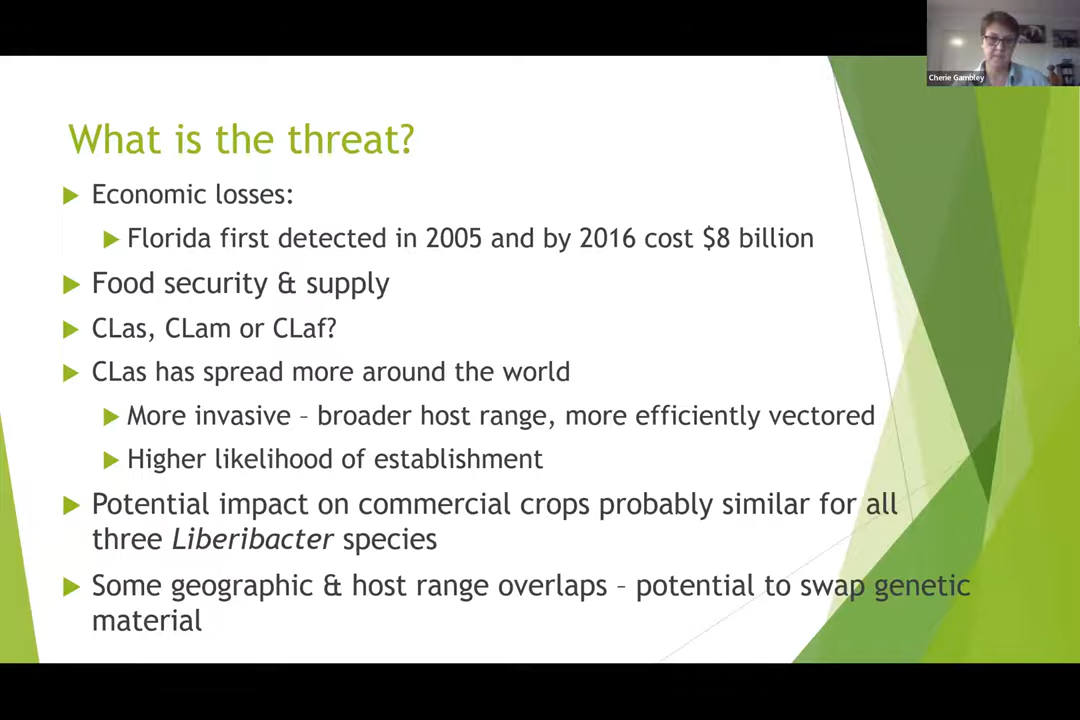 Cherie Gambley
What is the threat?
Economic losses:
Florida first detected in 2005 and by 2016 cost $8 billion
Food security & supply
CLas, CLam or CLaf?
CLas has spread more around the world
More invasive – broader host range, more efficiently vectored
Higher likelihood of establishment
Potential impact on commercial crops probably similar for all
three Liberibacter species
Some geographic & host range overlaps – potential to swap genetic
material